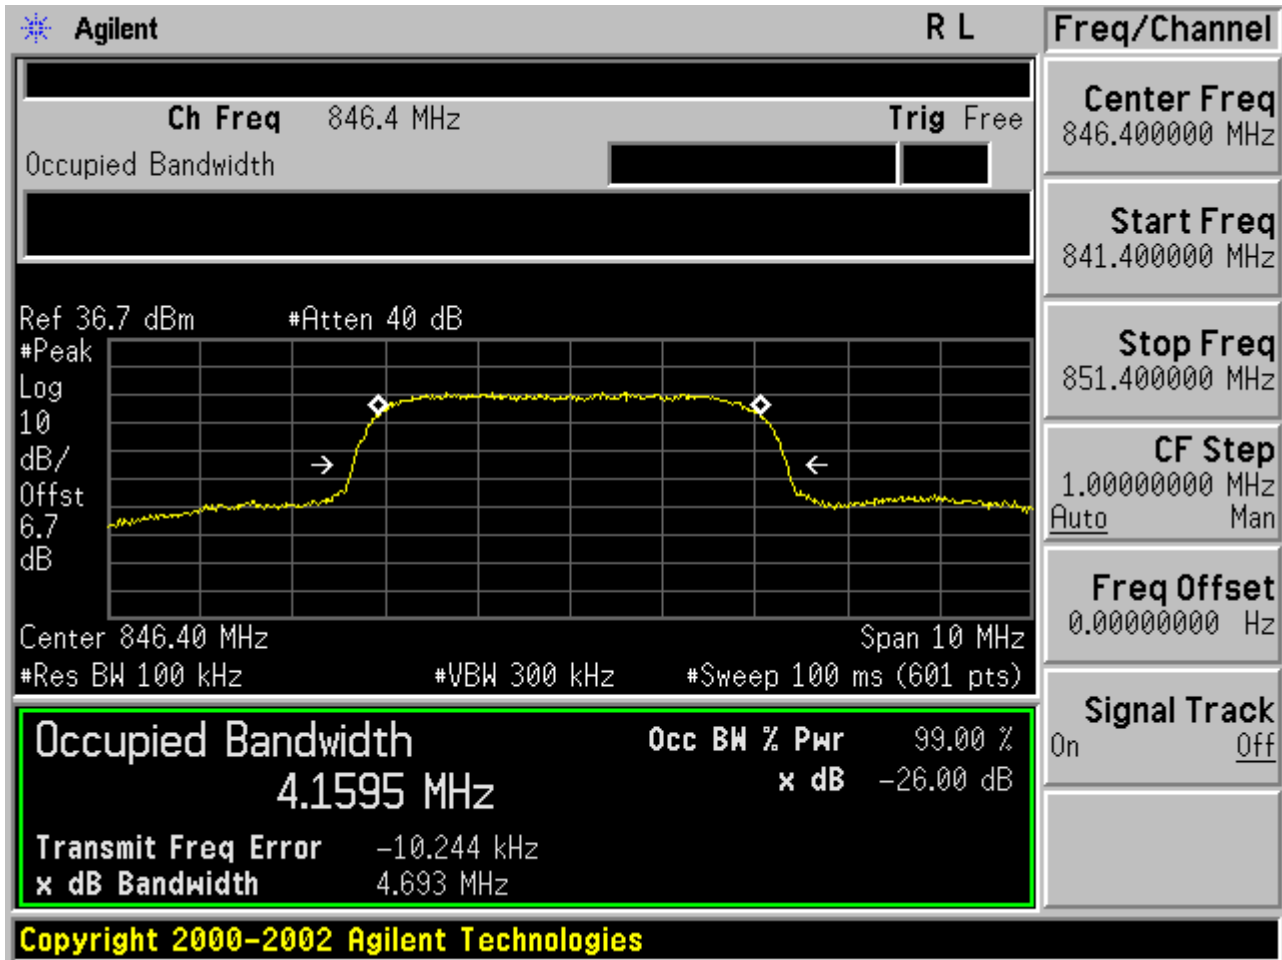 Agilent R L Freq/Channel
Ch Freq 846.4 MHz Trig Free
Occupied Bandwidth
Center Freq
846.400000 MHz
Start Freq
841.400000 MHz
Stop Freq
851.400000 MHz
CF Step
1.00000000 MHz
Auto Man
Freq Offset
0.00000000 Hz
Signal Track
On Off
Ref 36.7 dBm #Atten 40 dB
#Peak
Log
10
dB/
Offst
6.7
dB
Center 846.40 MHz Span 10 MHz
#Res BW 100 kHz #VBW 300 kHz #Sweep 100 ms (601 pts)
Occupied Bandwidth Occ BW % Pwr 99.00 %
4.1595 MHz x dB -26.00 dB
Transmit Freq Error -10.244 kHz
x dB Bandwidth 4.693 MHz
Copyright 2000-2002 Agilent Technologies